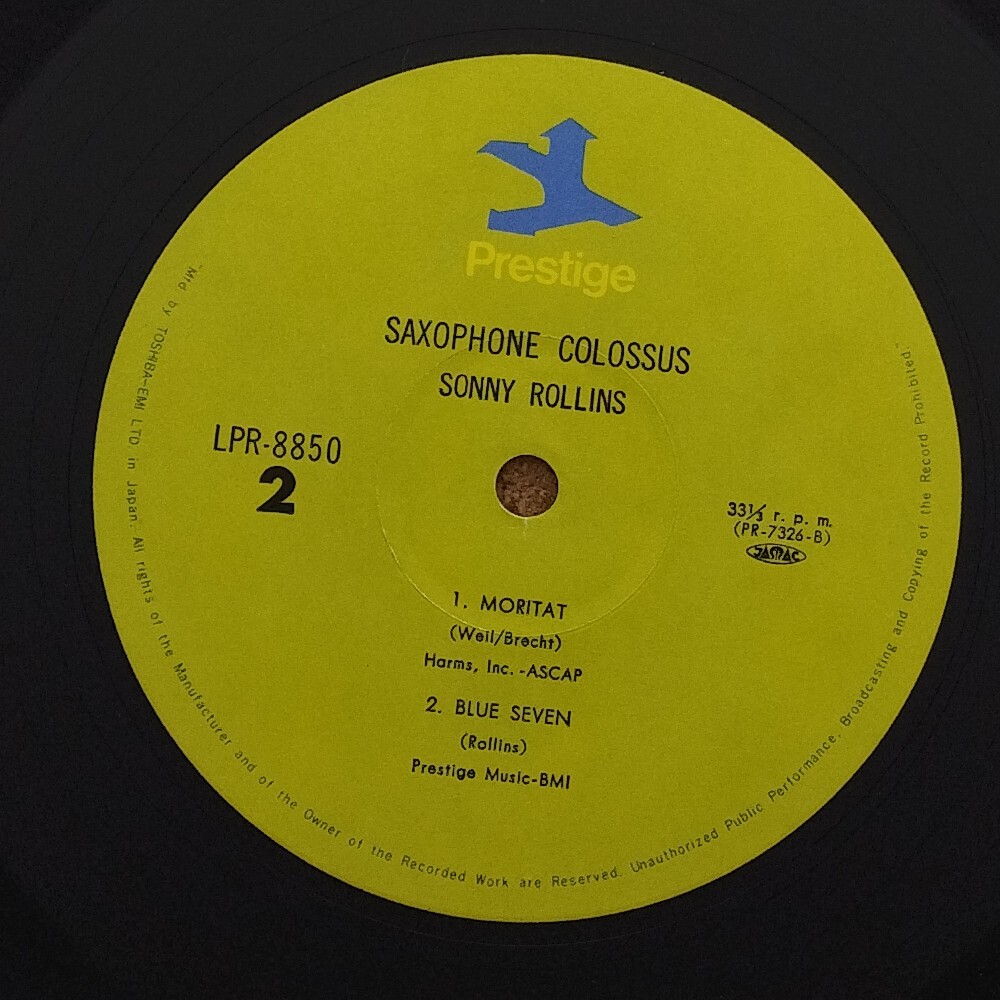 Prestige
SAXOPHONE COLOSSUS
SONNY ROLLINS
LPR-8850
2
33⅓ r. p. m.
(PR-7326-B)
JASRAC
1. MORITAT
(Weil/Brecht)
Harms, Inc. -ASCAP
2. BLUE SEVEN
(Rollins)
Prestige Music-BMI
"Mfd by TOSHIBA-EMI LTD. in Japan. All rights of the Manufacturer and of the Owner of the Recorded Work are Reserved. Unauthorized Public Performance, Broadcasting and Copying of the Record Prohibited."